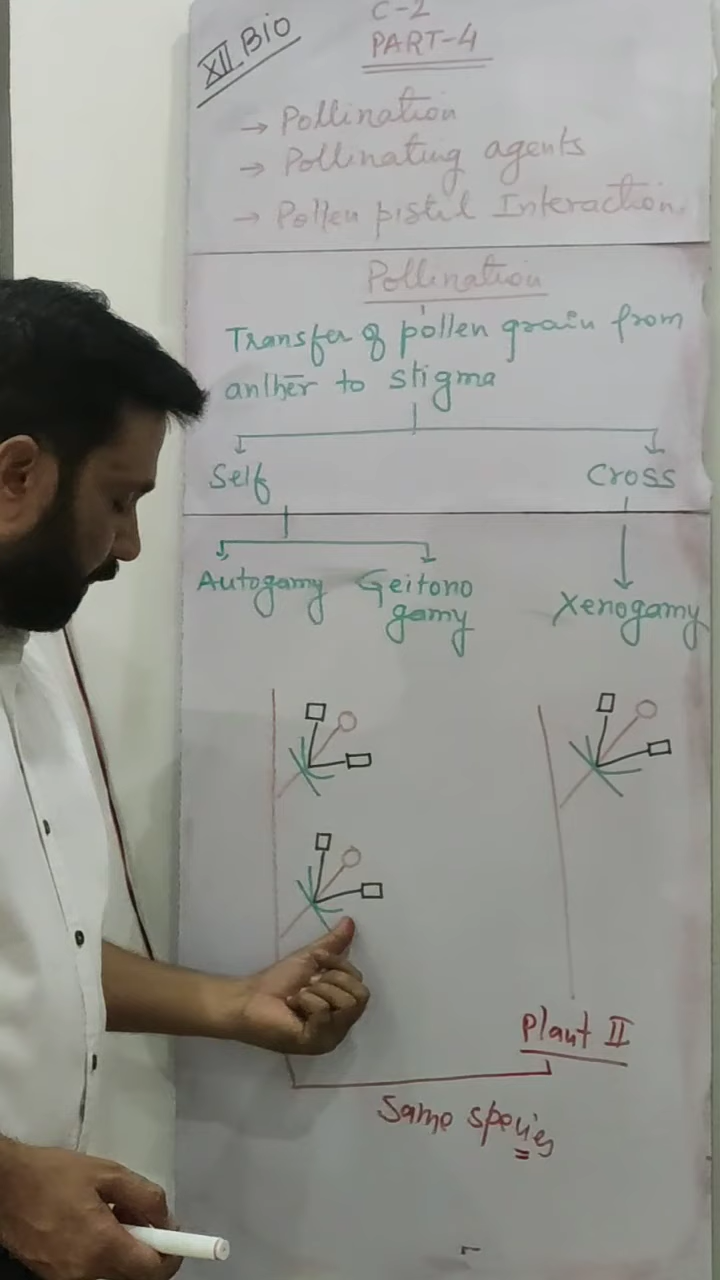 XII Bio
C-2
PART-4
→ Pollination
→ Pollinating agents
→ Pollen pistil Interaction.
Pollination
Transfer of pollen grain from
anther to stigma
Self
Cross
Autogamy
Geitono
gamy
Xenogamy
Plant II
Same species